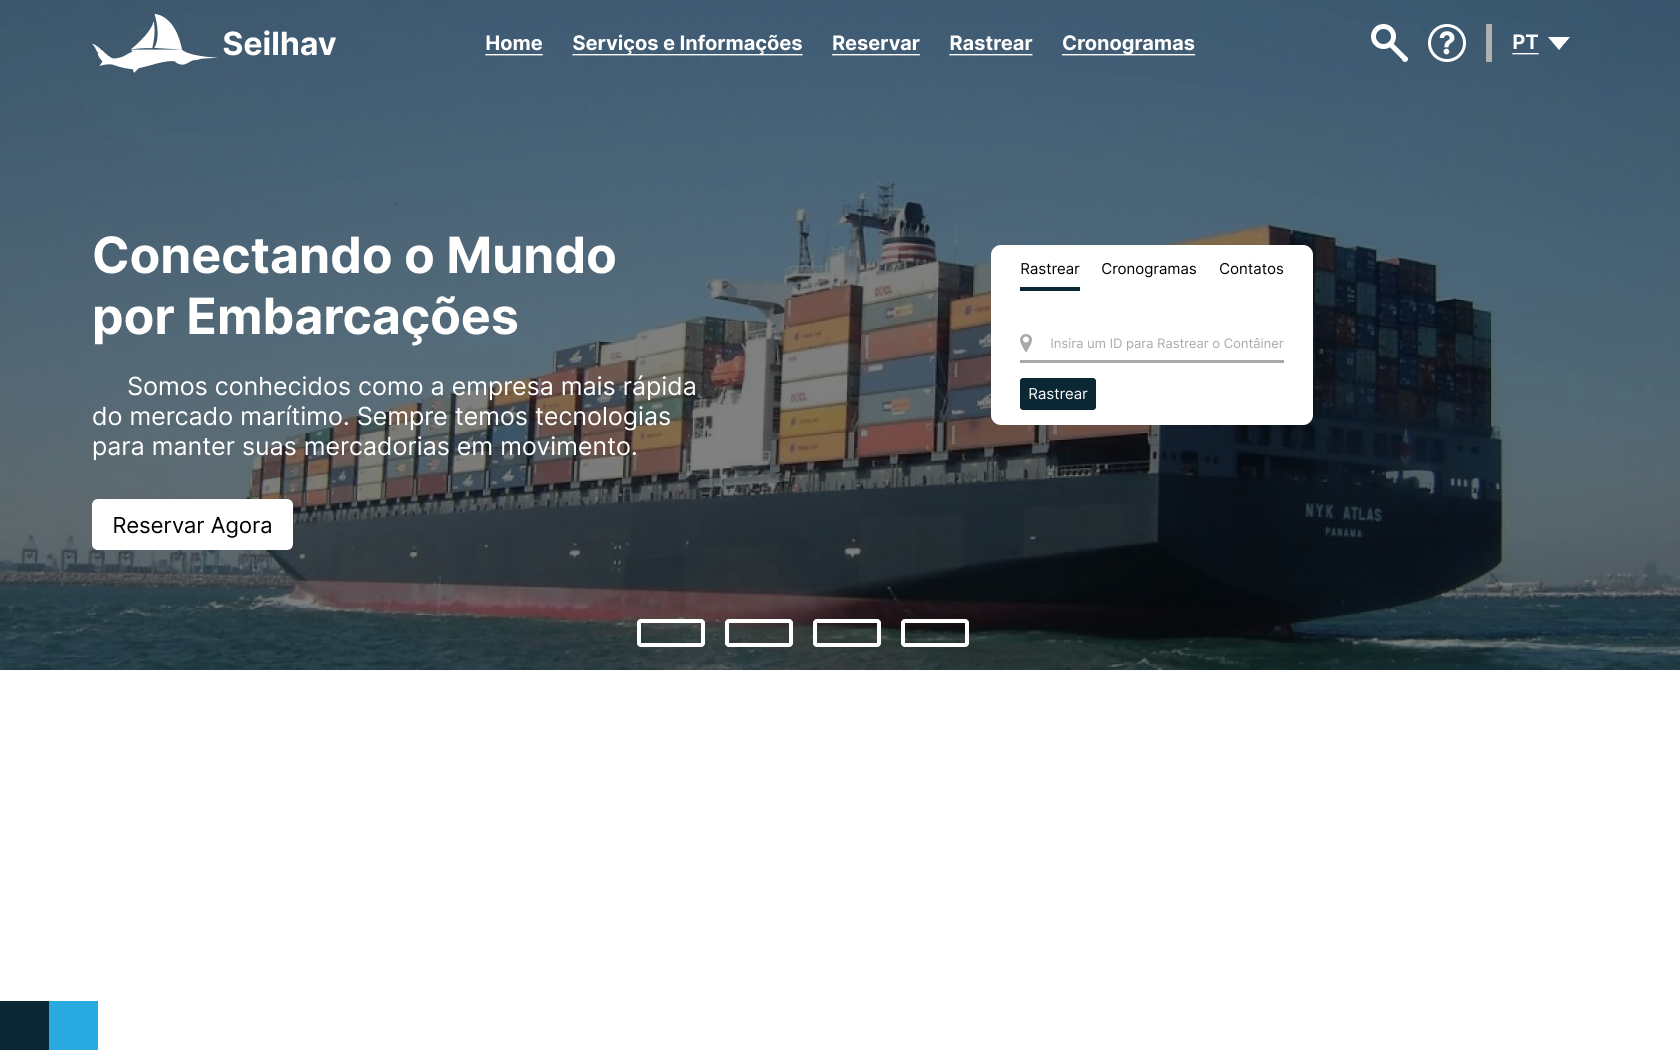 Seilhav
Home Serviços e Informações Reservar Rastrear Cronogramas
PT
Conectando o Mundo
por Embarcações
Somos conhecidos como a empresa mais rápida
do mercado marítimo. Sempre temos tecnologias
para manter suas mercadorias em movimento.
Reservar Agora
Rastrear Cronogramas Contatos
Insira um ID para Rastrear o Contâiner
Rastrear
NYK ATLAS
PANAMA